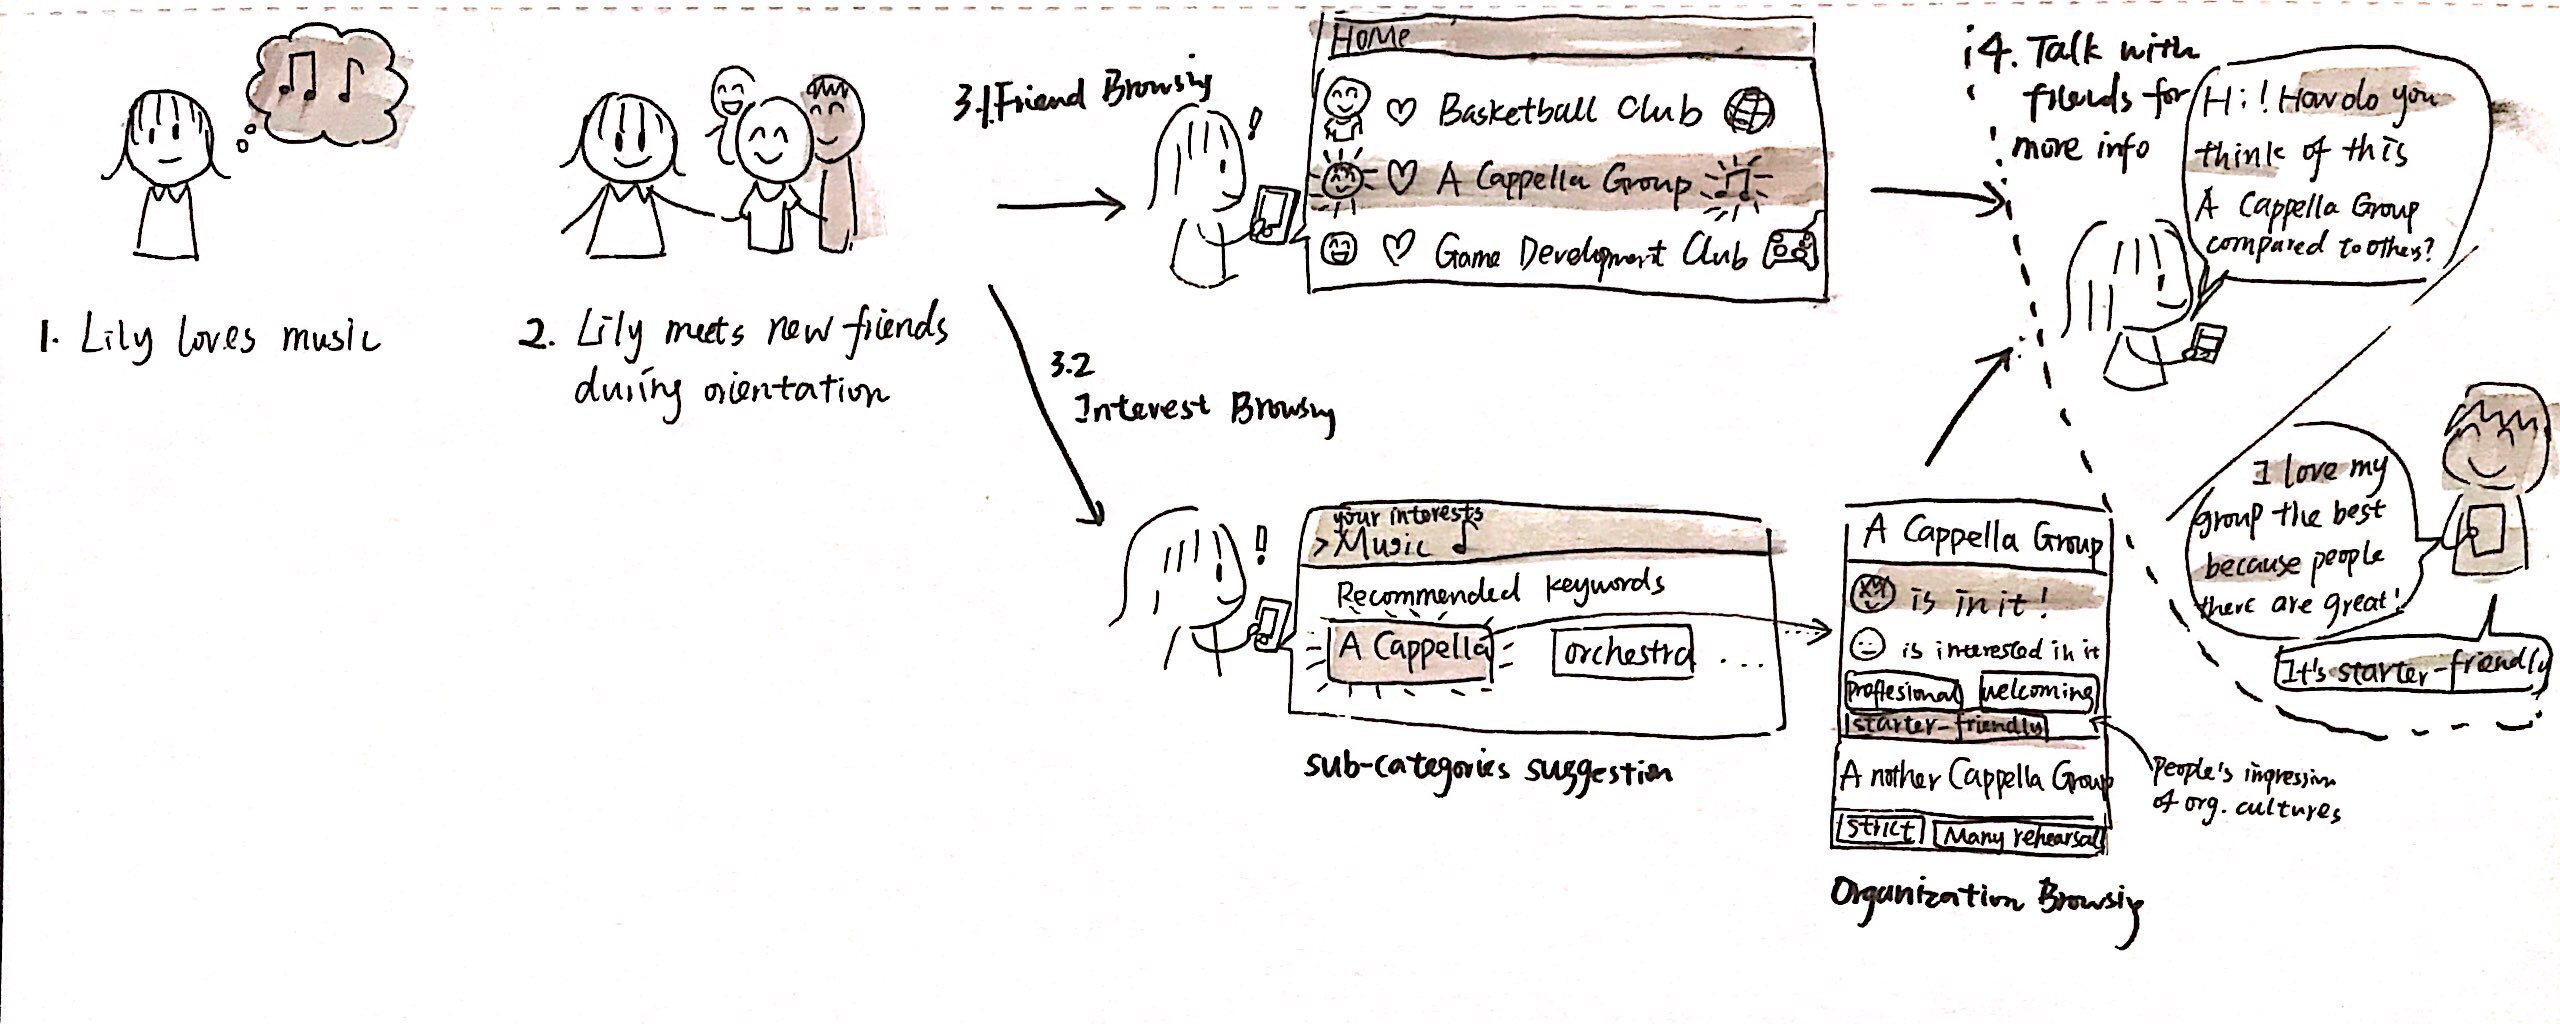 1. Lily loves music
2. Lily meets new friends
during orientation
3.1 Friend Browsing
Home
♡ Basketball Club
♡ A Cappella Group
♡ Game Development Club
3.2
Interest Browsing
your interests
> Music ♪
Recommended keywords
A Cappella
orchestra ...
sub-categories suggestion
A Cappella Group
is in it!
is interested in it
proffesional
welcoming
starter-friendly
Another Cappella Group
strict
Many rehearsals
People's impression
of org. cultures
Organization Browsing
4. Talk with
friends for
more info
Hi! How do you
think of this
A Cappella Group
compared to others?
I love my
group the best
because people
there are great!
It's starter-friendly